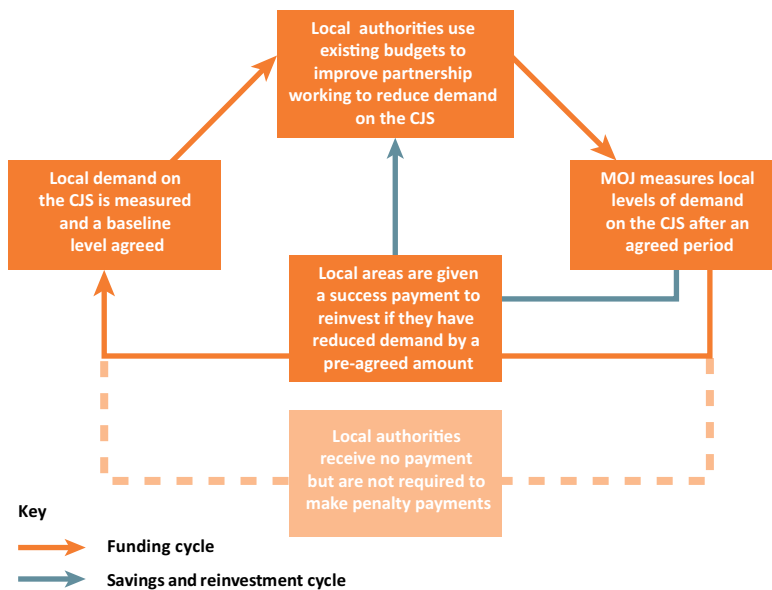 Local authorities use
existing budgets to
improve partnership
working to reduce demand
on the CJS
Local demand on
the CJS is measured
and a baseline
level agreed
MOJ measures local
levels of demand
on the CJS after an
agreed period
Local areas are given
a success payment to
reinvest if they have
reduced demand by a
pre-agreed amount
Local authorities
receive no payment
but are not required to
make penalty payments
Key
Funding cycle
Savings and reinvestment cycle